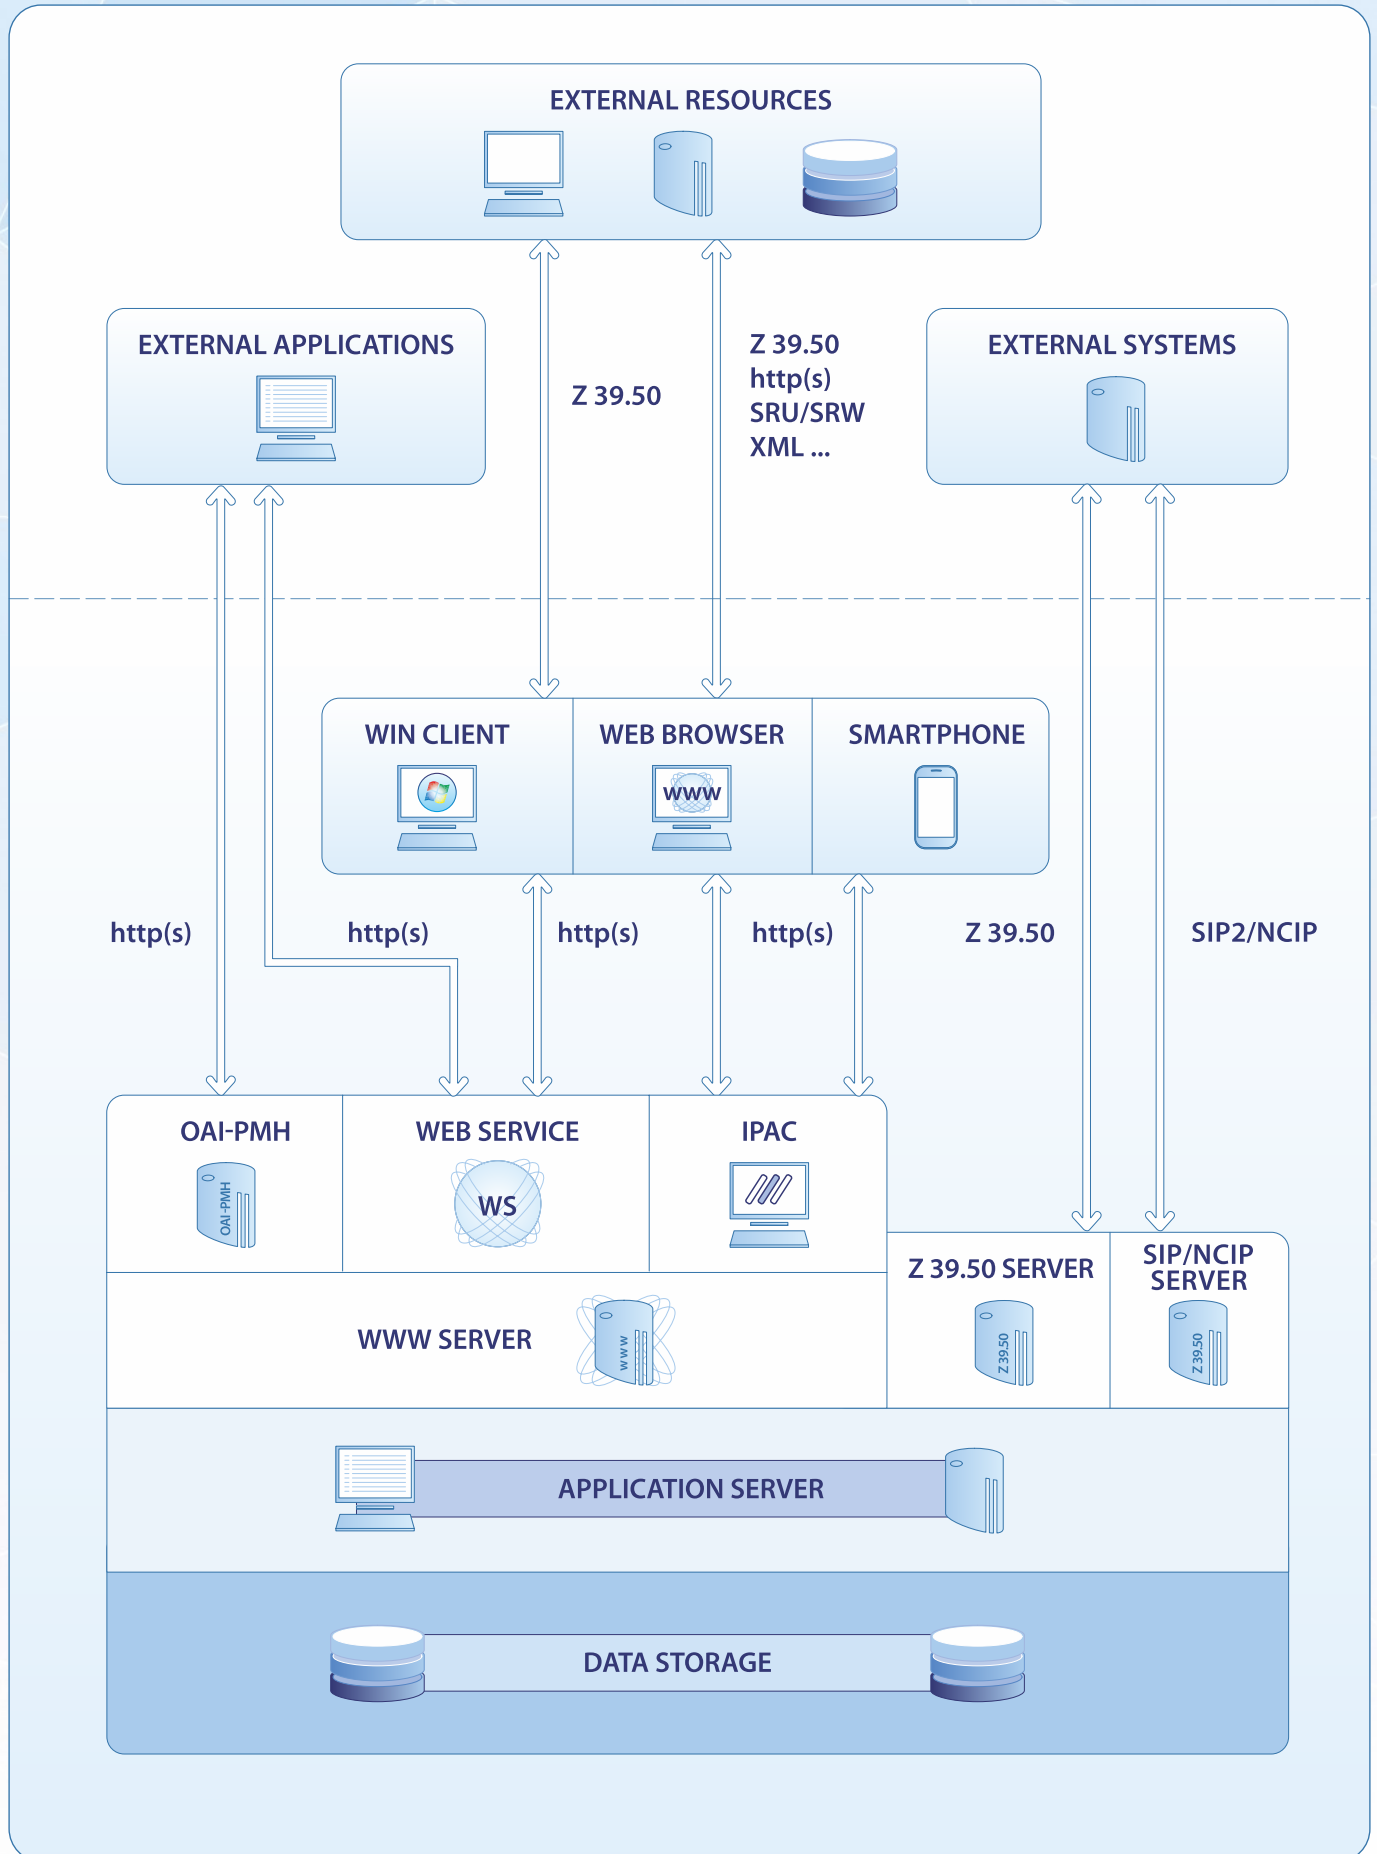 EXTERNAL RESOURCES
EXTERNAL APPLICATIONS
Z 39.50
Z 39.50
http(s)
SRU/SRW
XML ...
EXTERNAL SYSTEMS
WIN CLIENT
WEB BROWSER
WWW
SMARTPHONE
http(s)
http(s)
http(s)
http(s)
Z 39.50
SIP2/NCIP
OAI-PMH
OAI-PMH
WEB SERVICE
WS
IPAC
WWW SERVER
WWW
Z 39.50 SERVER
Z 39.50
SIP/NCIP
SERVER
Z 39.50
APPLICATION SERVER
DATA STORAGE